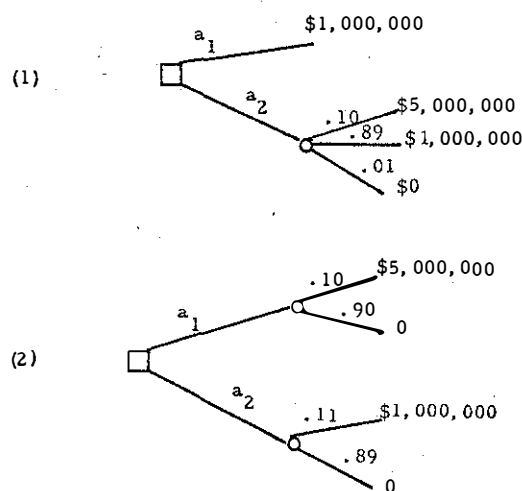 a1 $1,000,000
(1)
a2 .10 $5,000,000
.89 $1,000,000
.01 $0
.10 $5,000,000
a1 .90 0
(2)
a2 .11 $1,000,000
.89 0